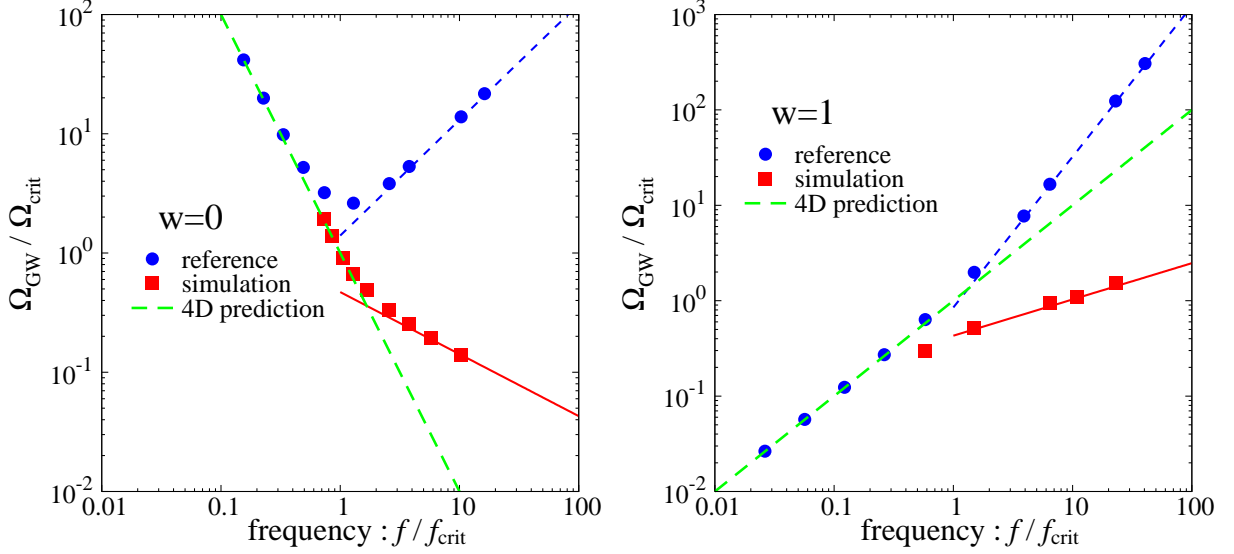 10^2
10^1
10^0
10^-1
10^-2
Ω_GW / Ω_crit
w=0
reference
simulation
4D prediction
0.01
0.1
1
10
100
frequency : f / f_crit
10^3
10^2
10^1
10^0
10^-1
10^-2
Ω_GW / Ω_crit
w=1
reference
simulation
4D prediction
0.01
0.1
1
10
100
frequency : f / f_crit